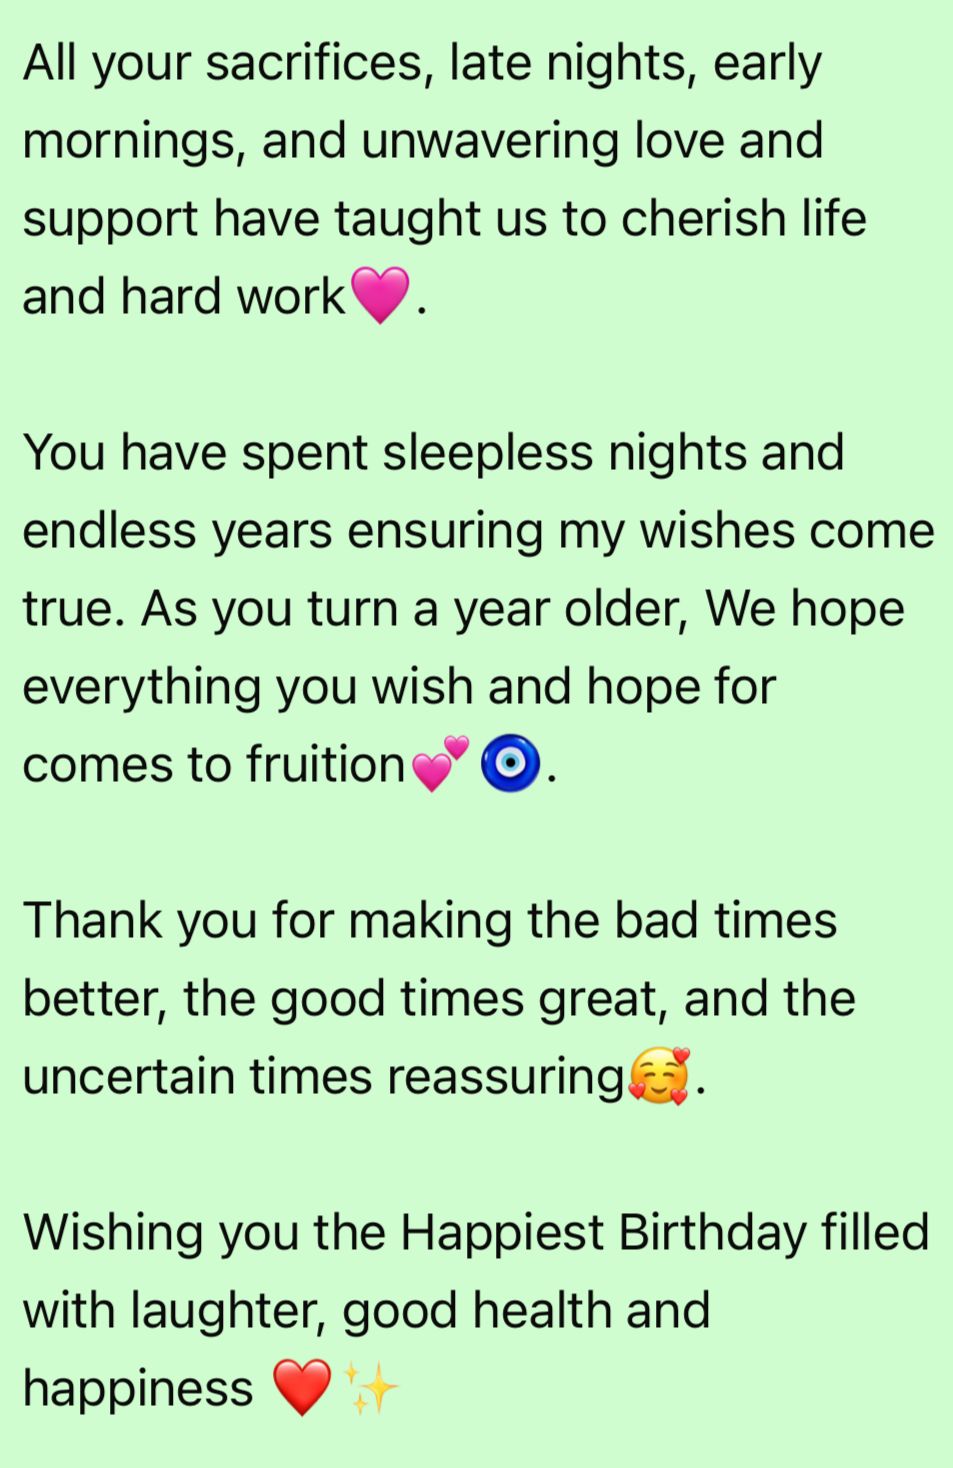 All your sacrifices, late nights, early
mornings, and unwavering love and
support have taught us to cherish life
and hard work🩷.
You have spent sleepless nights and
endless years ensuring my wishes come
true. As you turn a year older, We hope
everything you wish and hope for
comes to fruition💕🧿.
Thank you for making the bad times
better, the good times great, and the
uncertain times reassuring🥰.
Wishing you the Happiest Birthday filled
with laughter, good health and
happiness ❤️✨